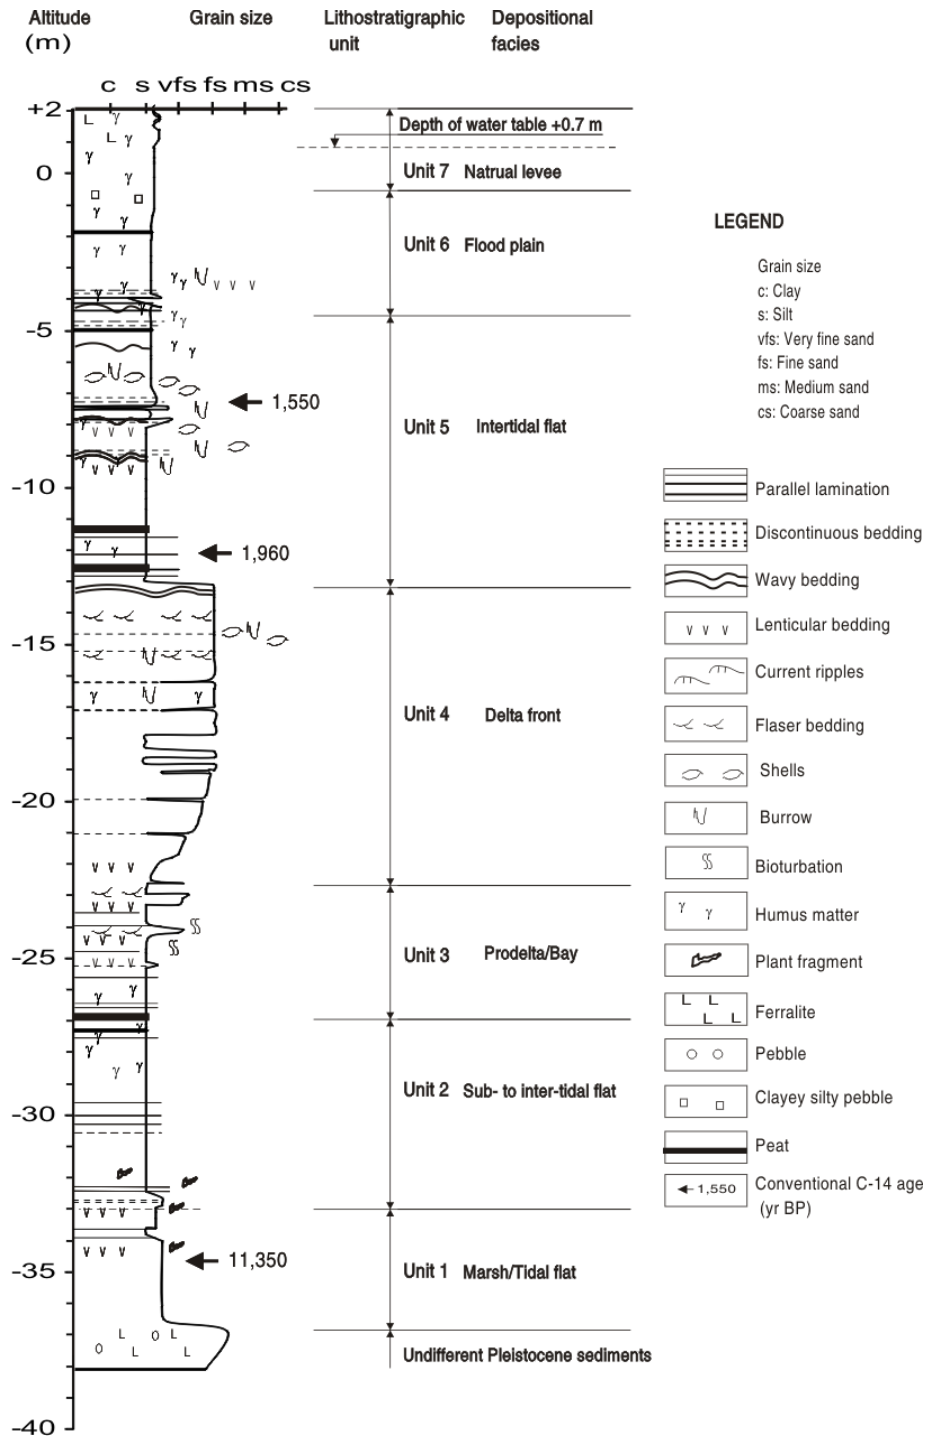 Altitude Grain size Lithostratigraphic Depositional
(m) unit facies
c s vfs fs ms cs
+2
Depth of water table +0.7 m
0
Unit 7 Natrual levee
LEGEND
Unit 6 Flood plain
Grain size
c: Clay
s: Silt
-5
vfs: Very fine sand
fs: Fine sand
ms: Medium sand
1,550
cs: Coarse sand
Unit 5 Intertidal flat
-10
Parallel lamination
Discontinuous bedding
1,960
Wavy bedding
Lenticular bedding
-15
Current ripples
Unit 4 Delta front
Flaser bedding
Shells
-20
Burrow
Bioturbation
Humus matter
-25
Unit 3 Prodelta/Bay
Plant fragment
Ferralite
Pebble
Unit 2 Sub- to inter-tidal flat
Clayey silty pebble
-30
Peat
1,550 Conventional C-14 age
(yr BP)
11,350
-35
Unit 1 Marsh/Tidal flat
Undifferent Pleistocene sediments
-40